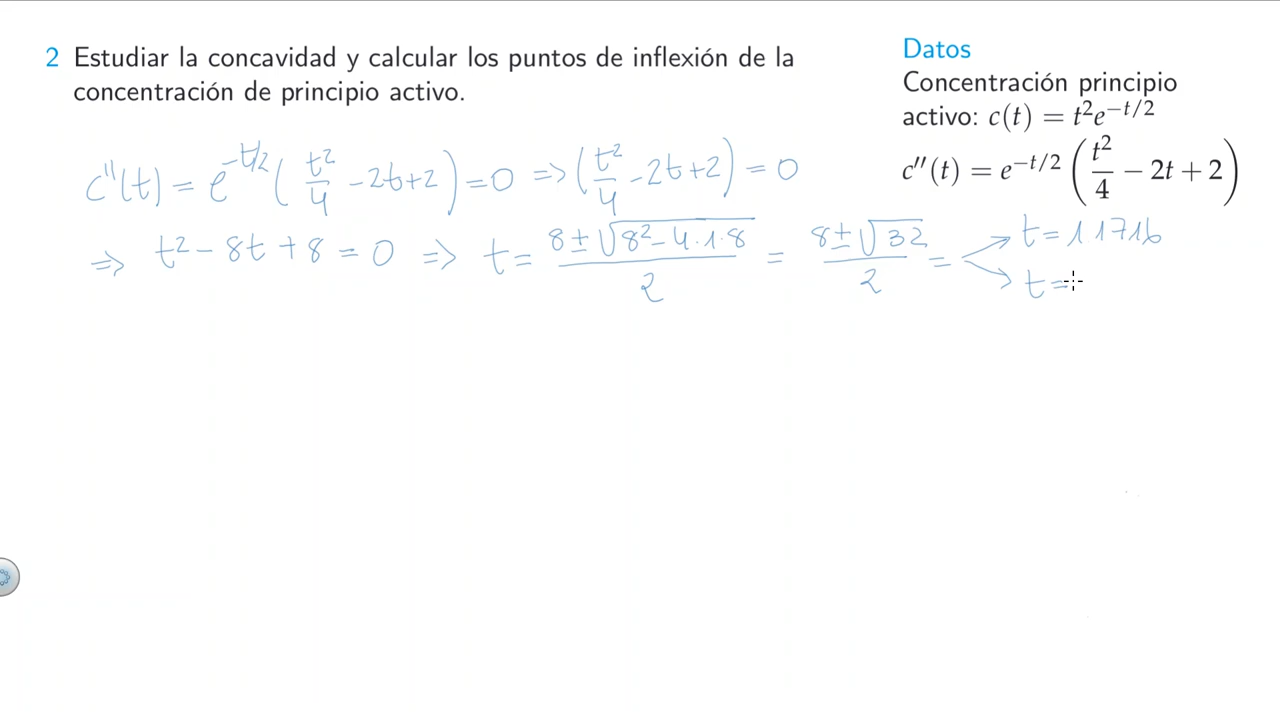 2 Estudiar la concavidad y calcular los puntos de inflexión de la
concentración de principio activo.
Datos
Concentración principio
activo: c(t) = t²e^{−t/2}
c″(t) = e^{−t/2} (t²/4 − 2t + 2)
c″(t) = e^{−t/2} (t²/4 − 2t + 2) = 0 ⇒ (t²/4 − 2t + 2) = 0
⇒ t² − 8t + 8 = 0 ⇒ t = (8 ± √(8² − 4·1·8))/2 = (8 ± √32)/2 = t = 1 1716
t =